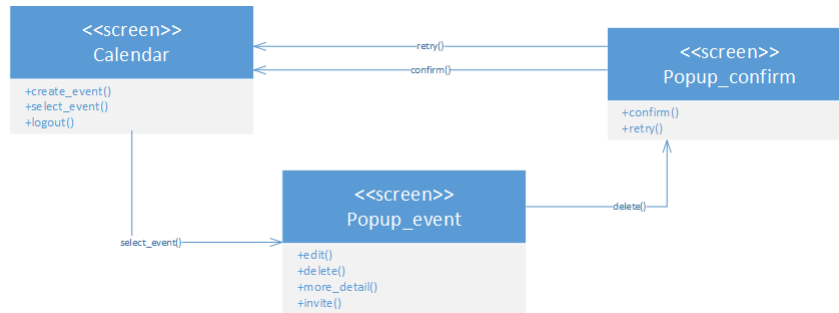 <<screen>>
Calendar
+create_event()
+select_event()
+logout()
retry()
confirm()
<<screen>>
Popup_confirm
+confirm()
+retry()
<<screen>>
Popup_event
+edit()
+delete()
+more_detail()
+invite()
select_event()
delete()